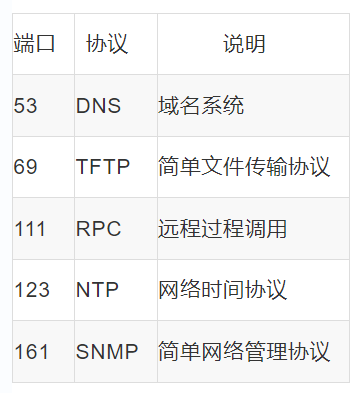 端口 协议 说明
53 DNS 域名系统
69 TFTP 简单文件传输协议
111 RPC 远程过程调用
123 NTP 网络时间协议
161 SNMP 简单网络管理协议